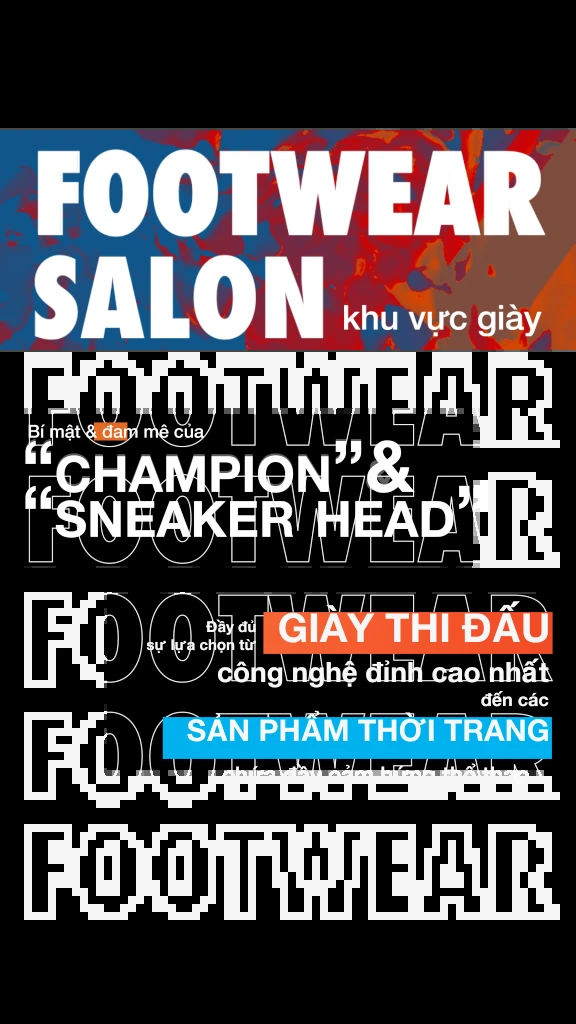 FOOTWEAR
SALON khu vực giày
FOOTWEAR
Bí mật & đam mê của
“CHAMPION”&
“SNEAKER HEAD”
FOOTWEAR
FOOTWEAR
Đầy đủ
sự lựa chọn từ GIÀY THI ĐẤU
công nghệ đỉnh cao nhất
đến các
SẢN PHẨM THỜI TRANG
FOOTWEAR
FOOTWEAR